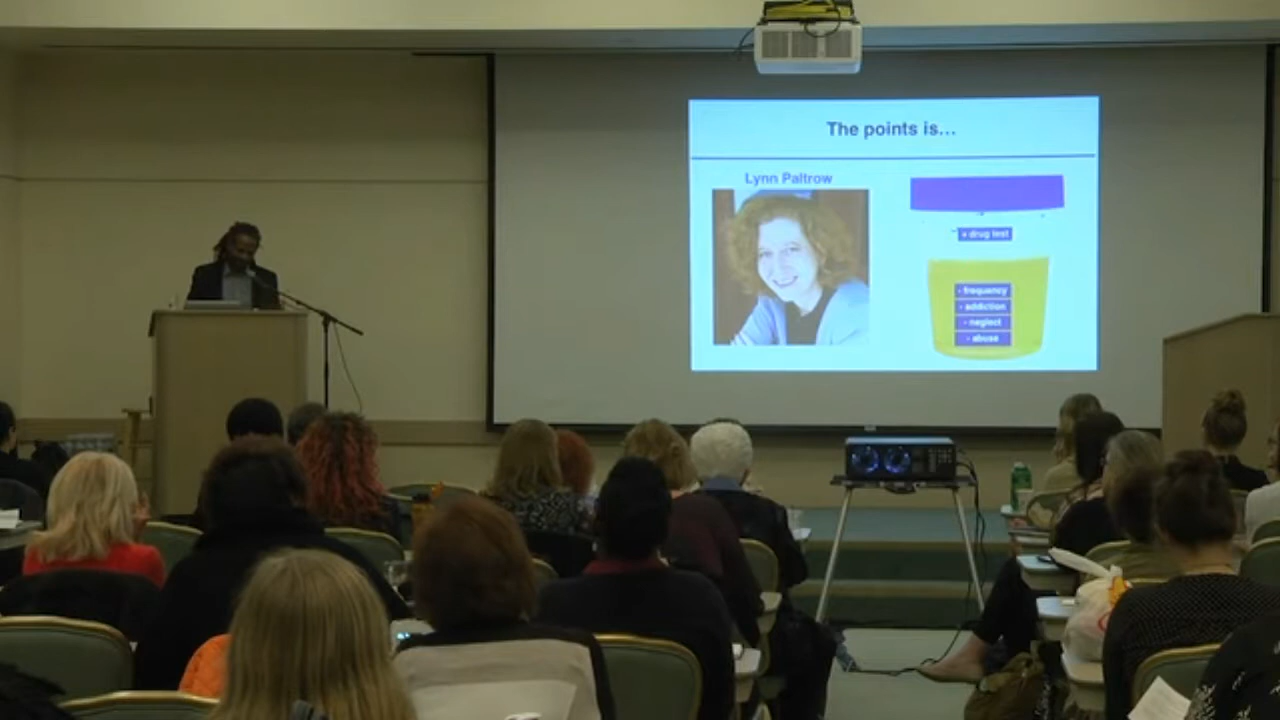 The points is...
Lynn Paltrow
+ drug test
- frequency
- addiction
- neglect
- abuse